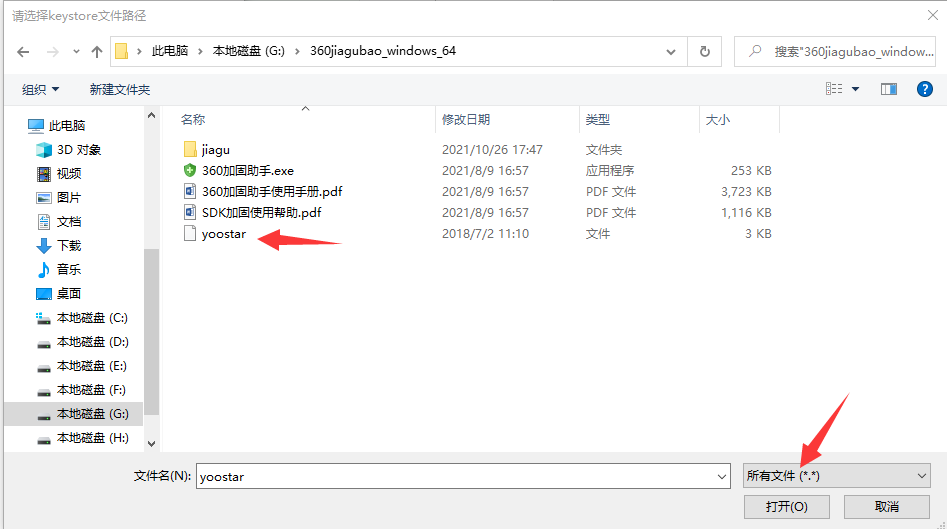 请选择keystore文件路径
此电脑 > 本地磁盘 (G:) > 360jiagubao_windows_64
搜索"360jiagubao_window...
组织 新建文件夹
此电脑
3D 对象
视频
图片
文档
下载
音乐
桌面
本地磁盘 (C:)
本地磁盘 (D:)
本地磁盘 (E:)
本地磁盘 (F:)
本地磁盘 (G:)
本地磁盘 (H:)
名称 修改日期 类型 大小
jiagu 2021/10/26 17:47 文件夹
360加固助手.exe 2021/8/9 16:57 应用程序 253 KB
360加固助手使用手册.pdf 2021/8/9 16:57 PDF 文件 3,723 KB
SDK加固使用帮助.pdf 2021/8/9 16:57 PDF 文件 1,116 KB
yoostar 2018/7/2 11:10 文件 3 KB
文件名(N): yoostar 所有文件 (*.*)
打开(O) 取消